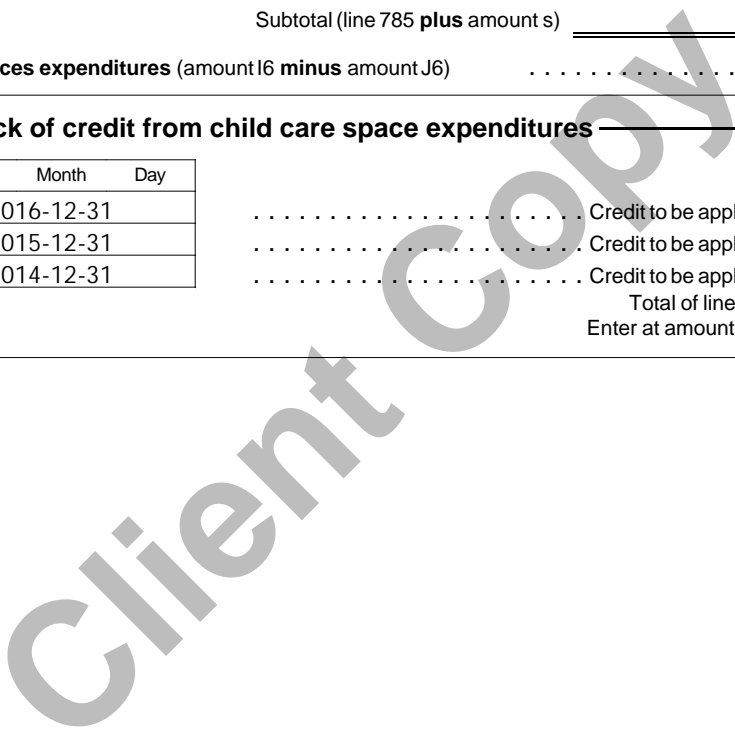 Subtotal (line 785 plus amount s)
ces expenditures (amount I6 minus amount J6) . . . . . . . . . . . . . .
ck of credit from child care space expenditures
Month Day
016-12-31 . . . . . . . . . . . . . . . . . . . . . . Credit to be appl
015-12-31 . . . . . . . . . . . . . . . . . . . . . . Credit to be appl
014-12-31 . . . . . . . . . . . . . . . . . . . . . . Credit to be appl
Total of line
Enter at amount
Client Copy